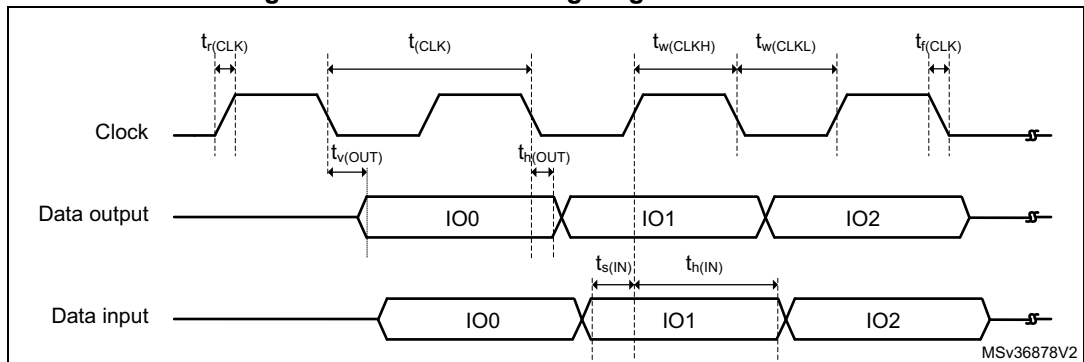 t_r(CLK) t_(CLK) t_w(CLKH) t_w(CLKL) t_f(CLK)
Clock
t_v(OUT) t_h(OUT)
Data output IO0 IO1 IO2
t_s(IN) t_h(IN)
Data input IO0 IO1 IO2
MSv36878V2